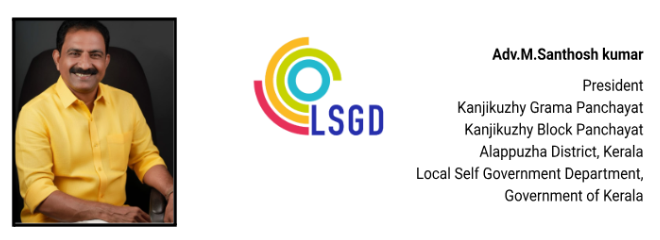 LSGD
Adv.M.Santhosh kumar
President
Kanjikuzhy Grama Panchayat
Kanjikuzhy Block Panchayat
Alappuzha District, Kerala
Local Self Government Department,
Government of Kerala